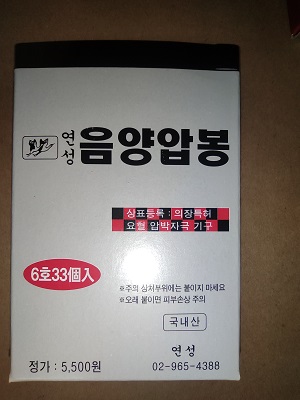 연성
음양압봉
상표등록 : 의장특허
요혈 압박자극 기구
6호33個入
※주의 상처부위에는 붙이지 마세요
※오래 붙이면 피부손상 주의
국내산
연성
정가 : 5,500원
02-965-4388